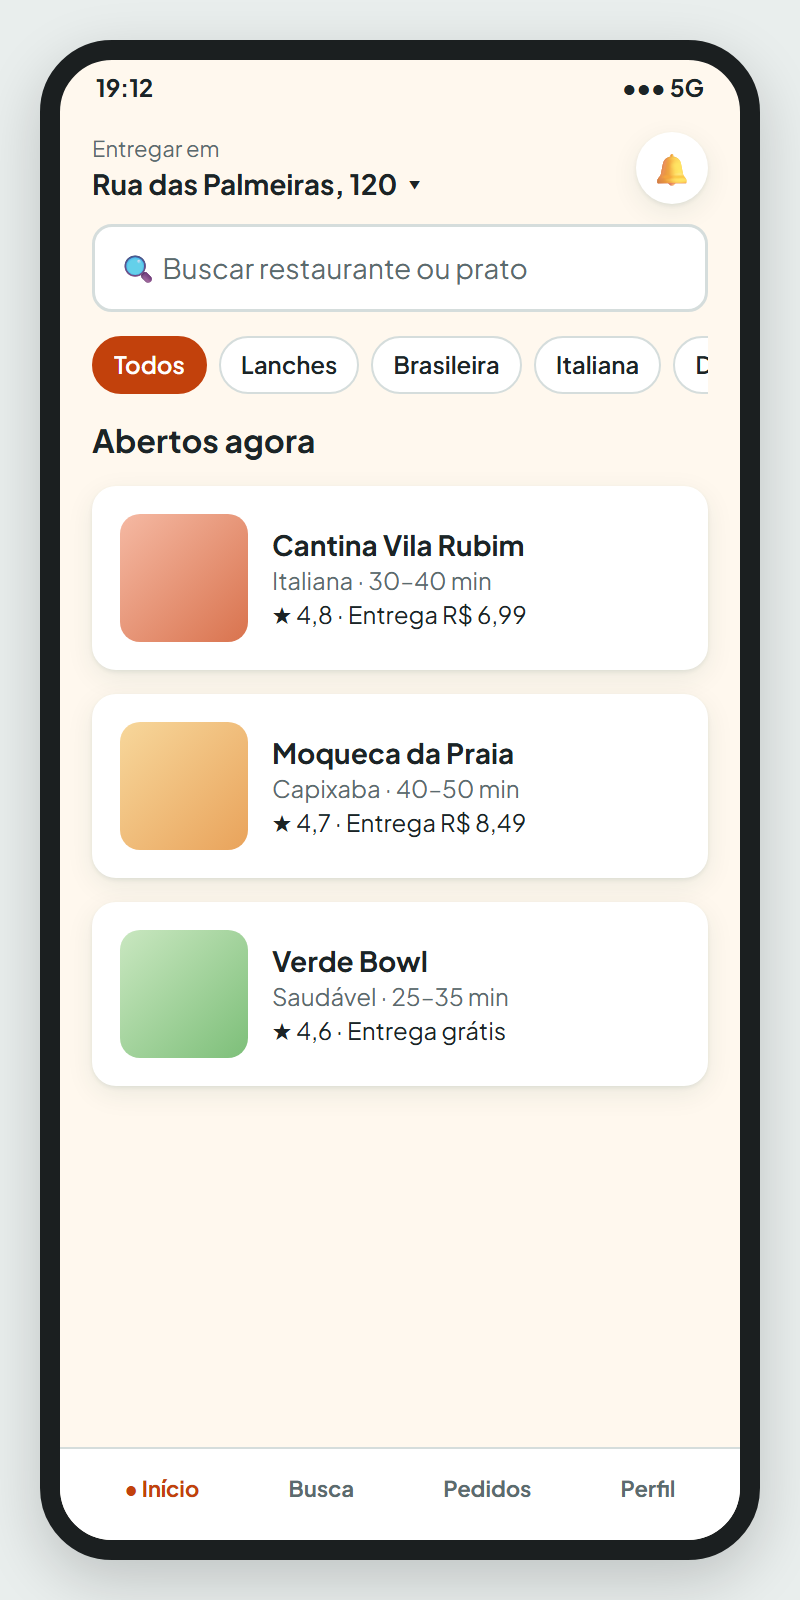 19:12
●●● 5G
Entregar em
Rua das Palmeiras, 120 ▾
🔔
🔍 Buscar restaurante ou prato
Todos
Lanches
Brasileira
Italiana
D
Abertos agora
Cantina Vila Rubim
Italiana · 30–40 min
★ 4,8 · Entrega R$ 6,99
Moqueca da Praia
Capixaba · 40–50 min
★ 4,7 · Entrega R$ 8,49
Verde Bowl
Saudável · 25–35 min
★ 4,6 · Entrega grátis
● Início
Busca
Pedidos
Perfil